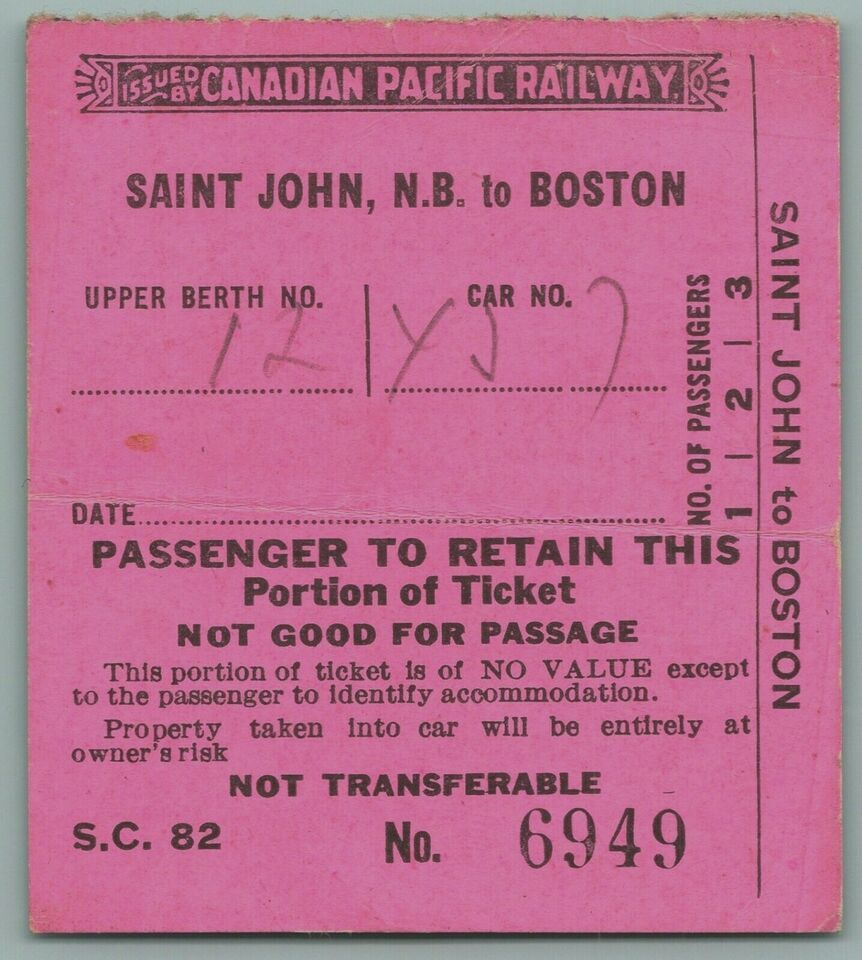 ISSUED BY CANADIAN PACIFIC RAILWAY.
SAINT JOHN, N.B. to BOSTON
UPPER BERTH NO. 12
CAR NO.
DATE
NO. OF PASSENGERS
1 | 2 | 3
PASSENGER TO RETAIN THIS
Portion of Ticket
NOT GOOD FOR PASSAGE
This portion of ticket is of NO VALUE except
to the passenger to identify accommodation.
Property taken into car will be entirely at
owner's risk
NOT TRANSFERABLE
S.C. 82 No. 6949
SAINT JOHN to BOSTON